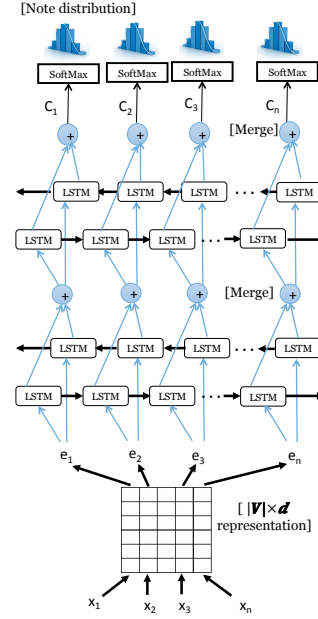 [Note distribution]
SoftMax SoftMax SoftMax SoftMax
C1 C2 C3 Cn
+ + + [Merge] +
LSTM LSTM LSTM ... LSTM
LSTM LSTM LSTM ... LSTM
+ + + [Merge] +
LSTM LSTM LSTM ... LSTM
LSTM LSTM LSTM ... LSTM
e1 e2 e3 en
[ |V|×d
representation]
x1 x2 x3 xn